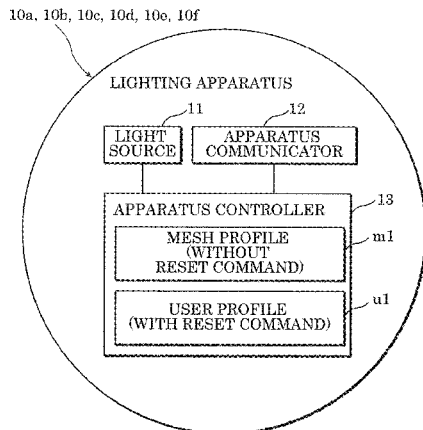 10a, 10b, 10c, 10d, 10e, 10f
LIGHTING APPARATUS
11
12
LIGHT
SOURCE
APPARATUS
COMMUNICATOR
13
APPARATUS CONTROLLER
MESH PROFILE
(WITHOUT
RESET COMMAND)
m1
USER PROFILE
(WITH RESET COMMAND)
u1